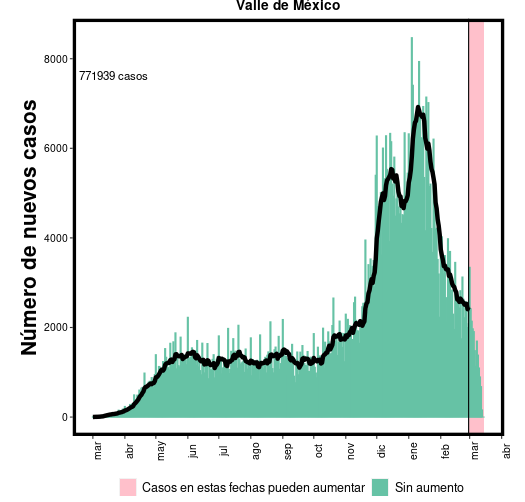 Valle de México
Número de nuevos casos
8000
6000
4000
2000
0
771939 casos
mar
abr
may
jun
jul
ago
sep
oct
nov
dic
ene
feb
mar
abr
Casos en estas fechas pueden aumentar
Sin aumento